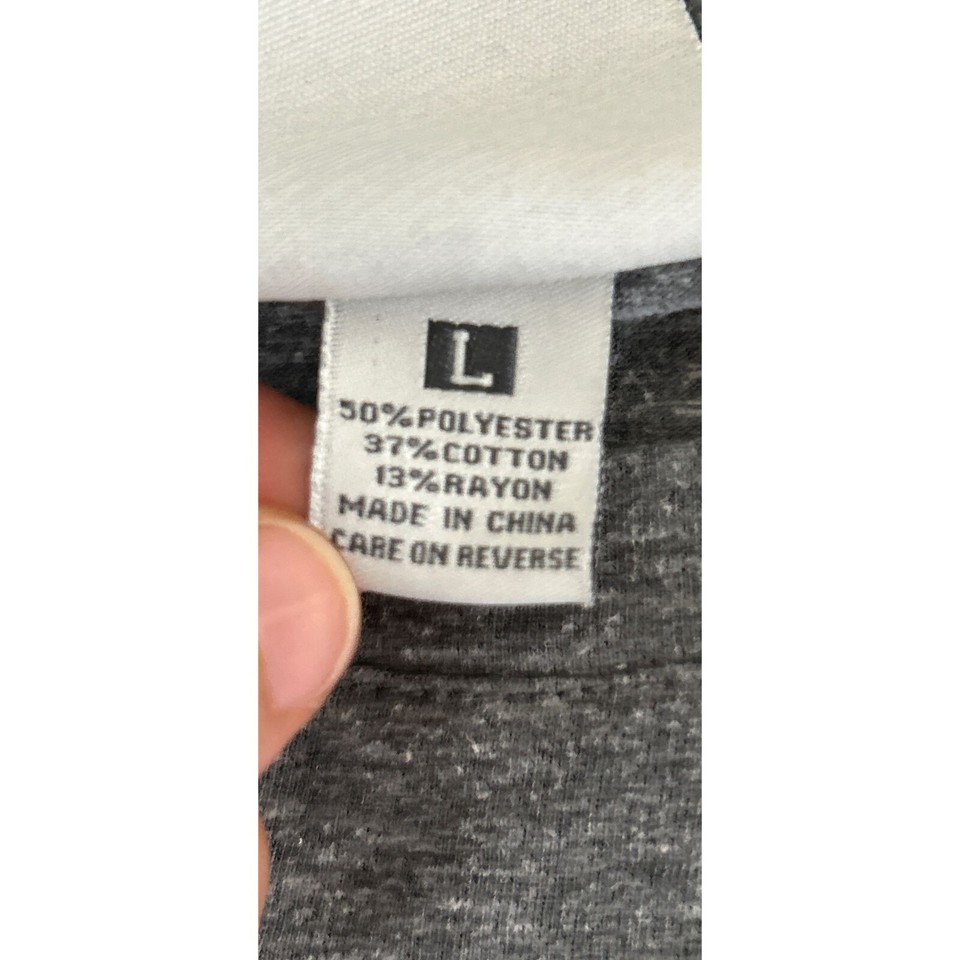 L
50%POLYESTER
37%COTTON
13%RAYON
MADE IN CHINA
CARE ON REVERSE